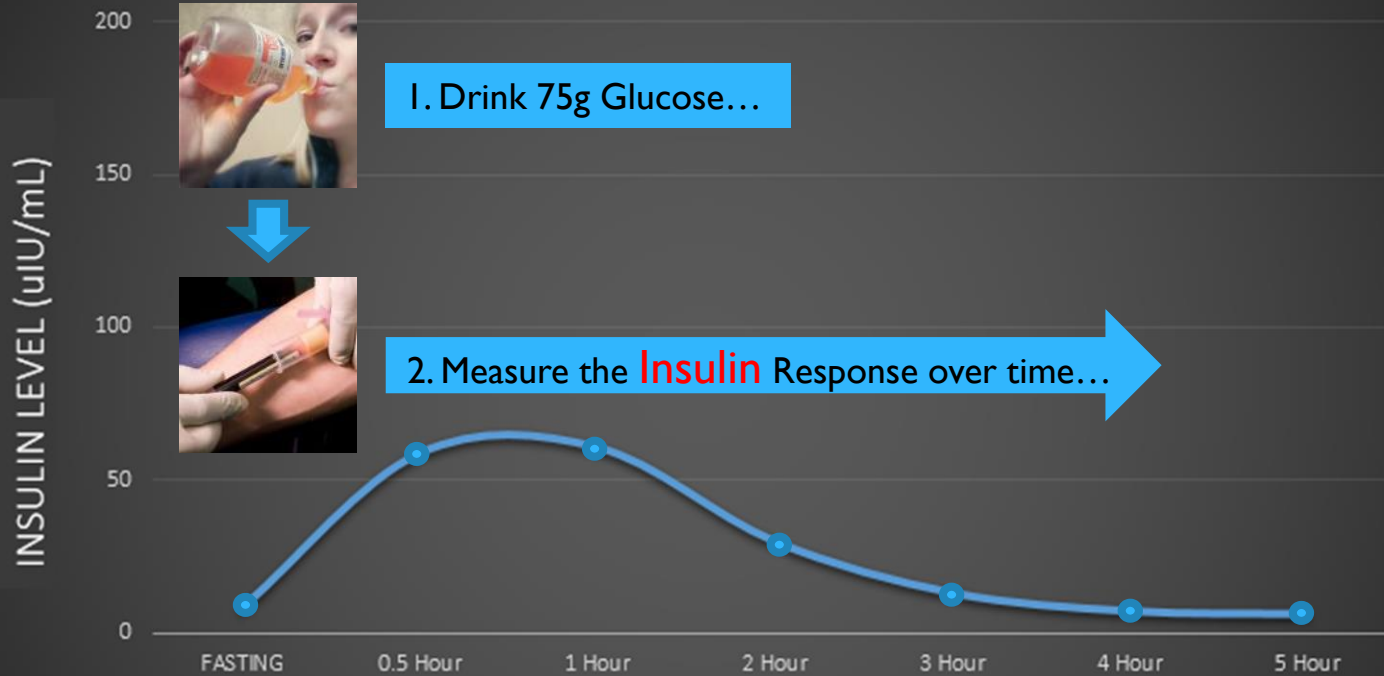 200
1. Drink 75g Glucose…
150
INSULIN LEVEL (uIU/mL)
100
2. Measure the Insulin Response over time…
50
0
FASTING
0.5 Hour
1 Hour
2 Hour
3 Hour
4 Hour
5 Hour